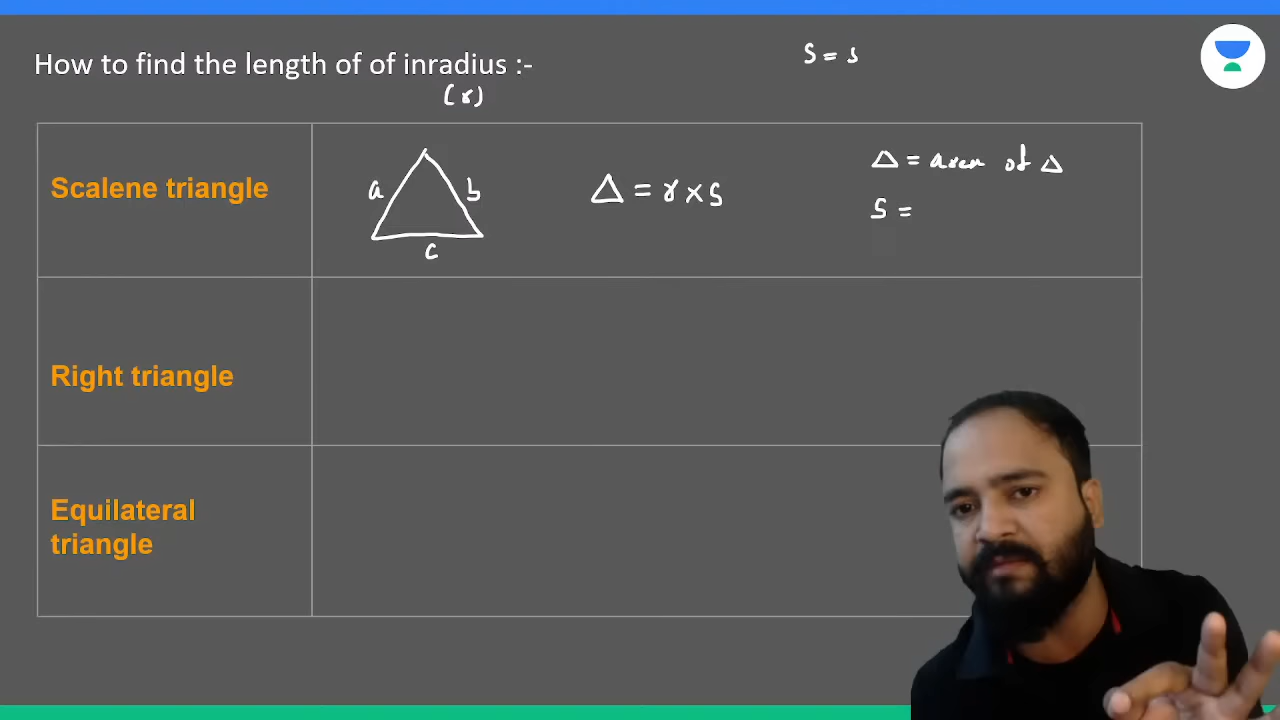 How to find the length of of inradius :-
(r)
S = s
Scalene triangle
a
b
c
Δ = r × s
Δ = area of Δ
S =
Right triangle
Equilateral
triangle